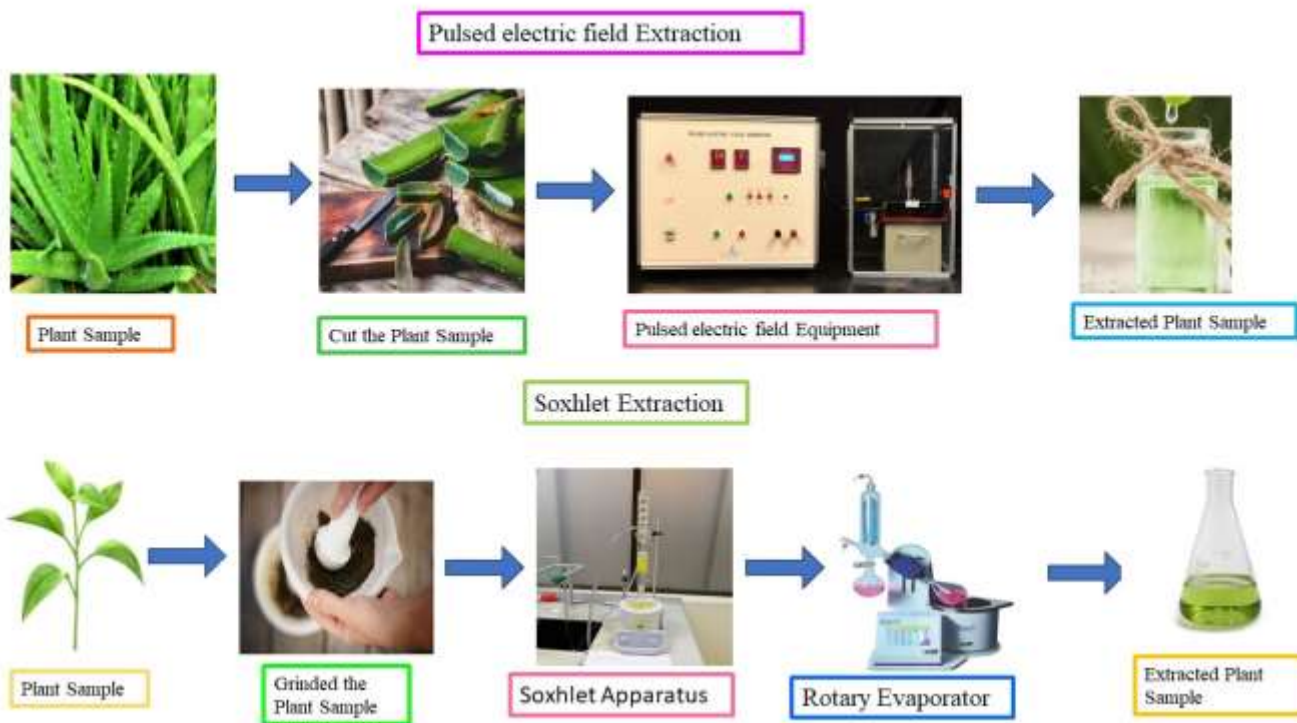 Pulsed electric field Extraction
Plant Sample
Cut the Plant Sample
Pulsed electric field Equipment
Extracted Plant Sample
Soxhlet Extraction
Plant Sample
Grinded the
Plant Sample
Soxhlet Apparatus
Rotary Evaporator
Extracted Plant
Sample